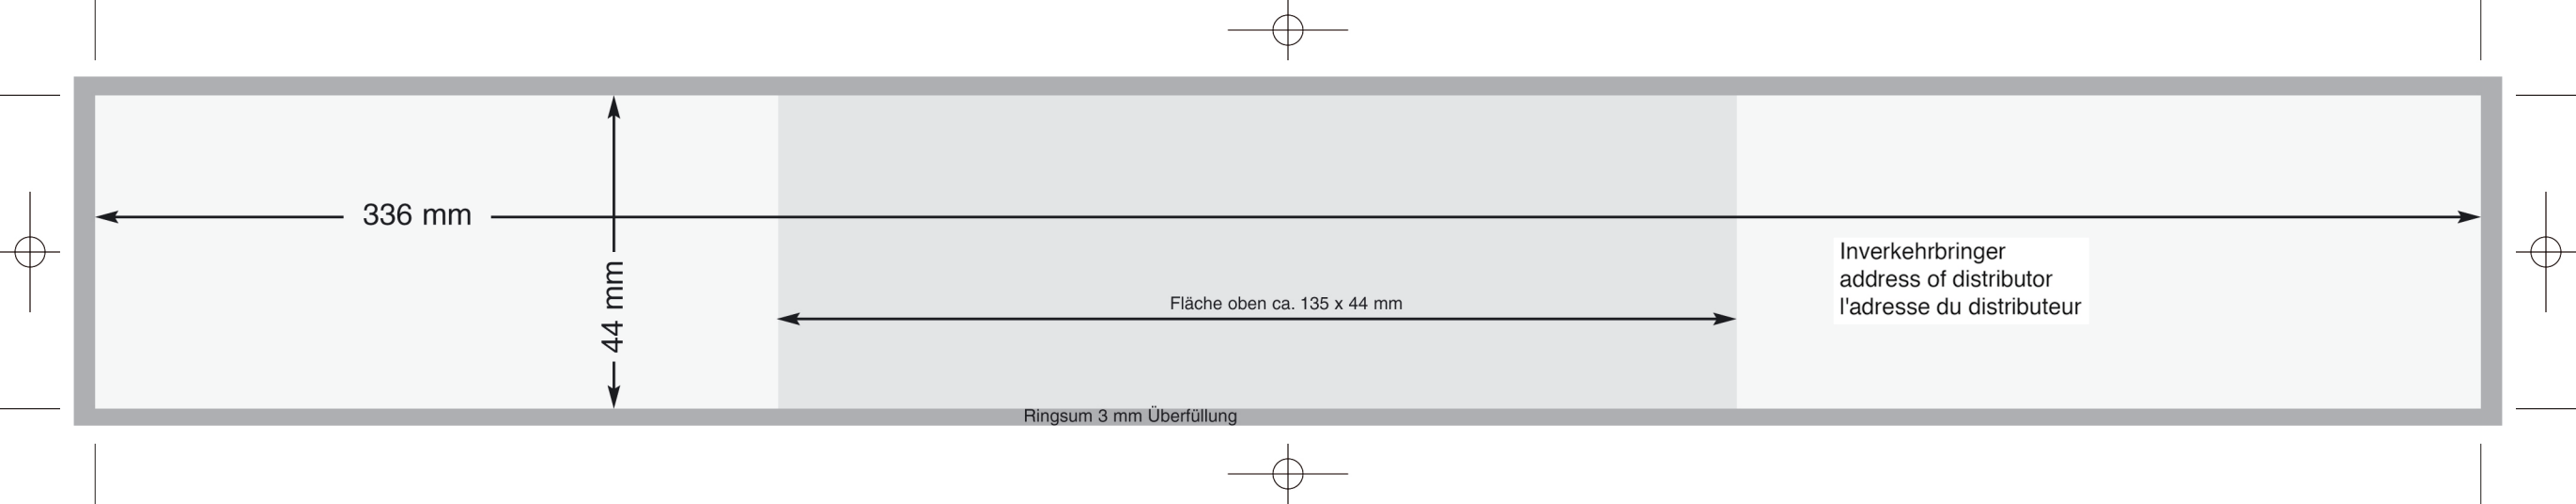 336 mm
44 mm
Inverkehrbringer
address of distributor
l'adresse du distributeur
Fläche oben ca. 135 x 44 mm
Ringsum 3 mm Überfüllung